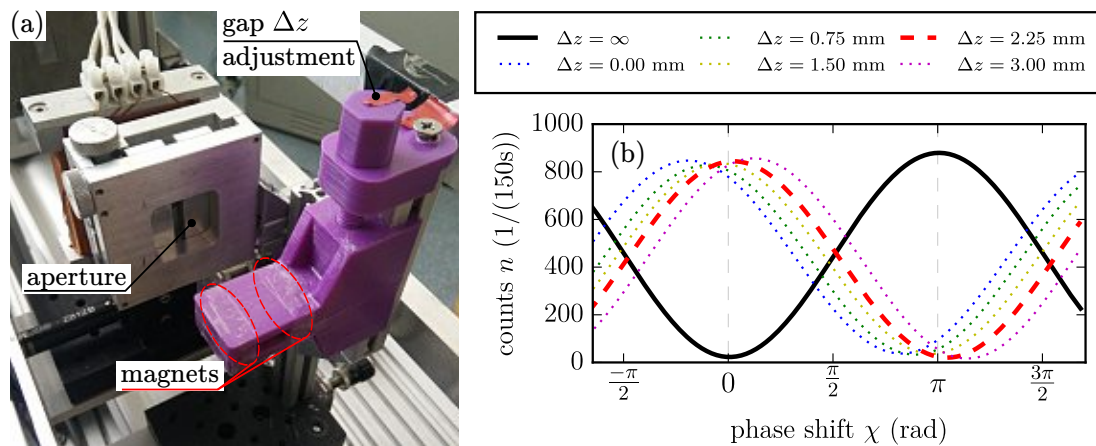 (a)
gap Δz
adjustment
aperture
magnets
Δz = ∞
Δz = 0.00 mm
Δz = 0.75 mm
Δz = 1.50 mm
Δz = 2.25 mm
Δz = 3.00 mm
(b)
counts n (1/(150s)
1000
800
600
400
200
0
-π/2
0
π/2
π
3π/2
phase shift χ (rad)